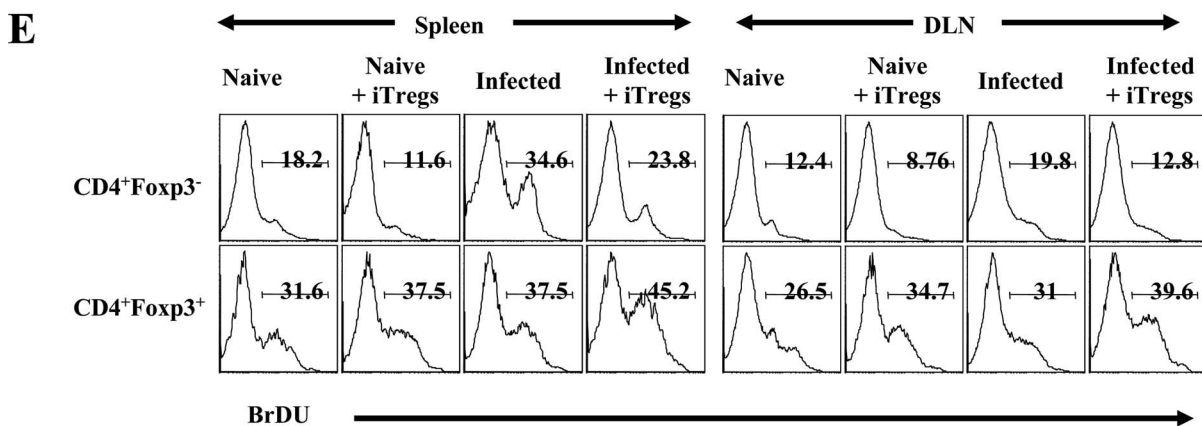 E
Spleen DLN
Naive Naive + iTregs Infected Infected + iTregs Naive Naive + iTregs Infected Infected + iTregs
CD4⁺Foxp3⁻ 18.2 11.6 34.6 23.8 12.4 8.76 19.8 12.8
CD4⁺Foxp3⁺ 31.6 37.5 37.5 45.2 26.5 34.7 31 39.6
BrDU